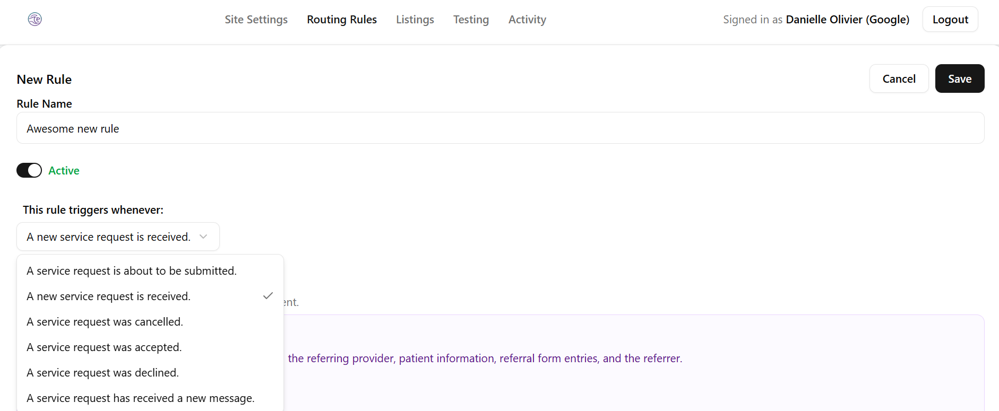 Site Settings Routing Rules Listings Testing Activity Signed in as Danielle Olivier (Google) Logout
New Rule Cancel Save
Rule Name
Awesome new rule
Active
This rule triggers whenever:
A new service request is received.
A service request is about to be submitted.
A new service request is received.
A service request was cancelled.
A service request was accepted.
A service request was declined.
A service request has received a new message.
the referring provider, patient information, referral form entries, and the referrer.